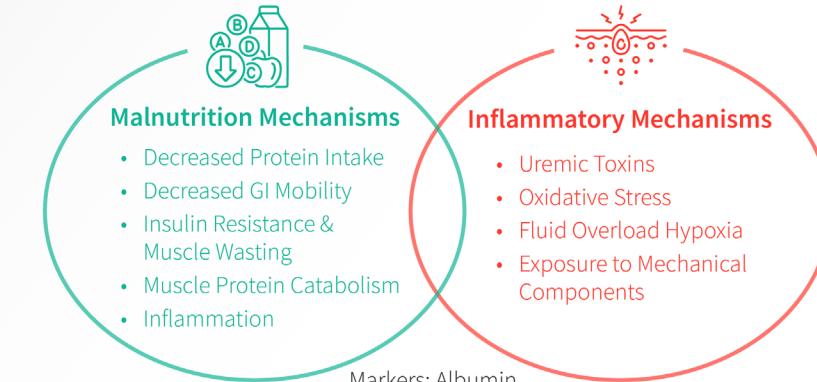 A B D C
Malnutrition Mechanisms
• Decreased Protein Intake
• Decreased GI Mobility
• Insulin Resistance &
Muscle Wasting
• Muscle Protein Catabolism
• Inflammation
C
Inflammatory Mechanisms
• Uremic Toxins
• Oxidative Stress
• Fluid Overload Hypoxia
• Exposure to Mechanical
Components
Markers: Albumin